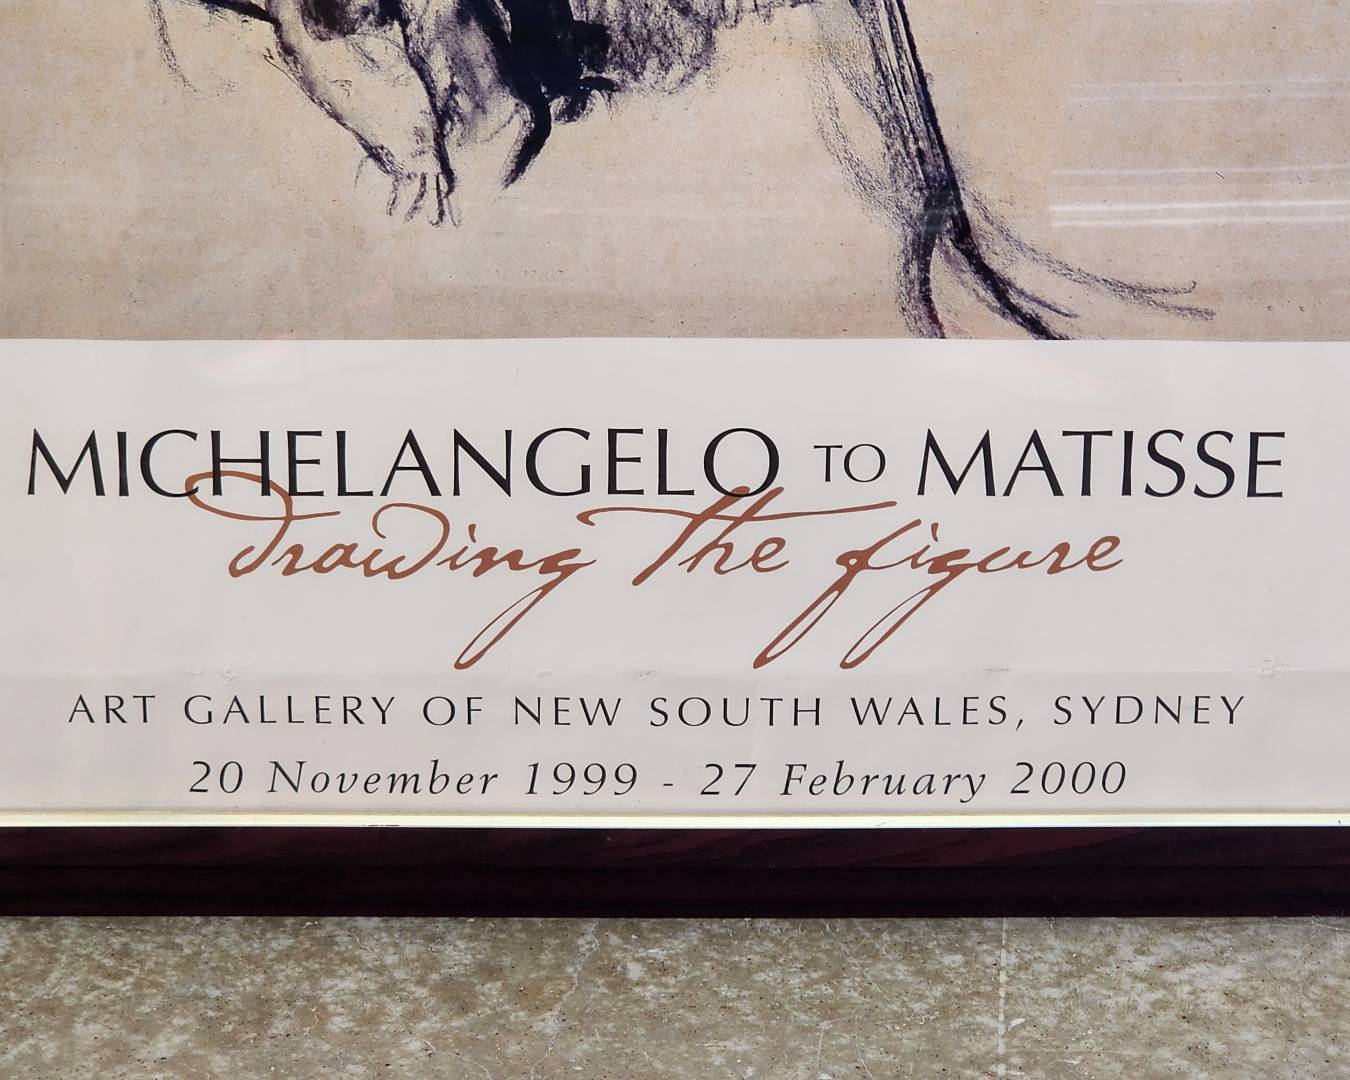 MICHELANGELO TO MATISSE
drawing the figure
ART GALLERY OF NEW SOUTH WALES, SYDNEY
20 November 1999 - 27 February 2000